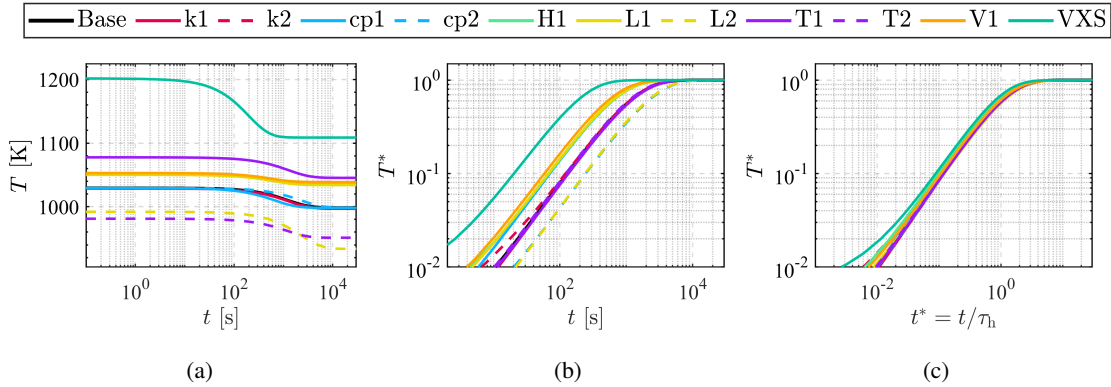 Base k1 k2 cp1 cp2 H1 L1 L2 T1 T2 V1 VXS
1200
1100
1000
T [K]
10^0 10^2 10^4
t [s]
(a)
10^0
10^-1
10^-2
T*
10^2 10^4
t [s]
(b)
10^0
10^-1
10^-2
T*
10^-2 10^0
t* = t/τ_h
(c)